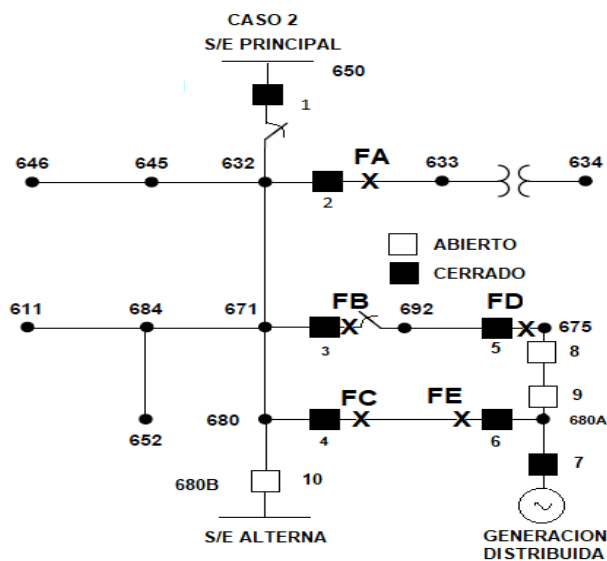 CASO 2
S/E PRINCIPAL
650
1
646
645
632
FA
633
634
2
ABIERTO
CERRADO
611
684
671
FB
692
FD
675
3
5
8
FC
FE
9
652
680
4
6
680A
7
680B
10
S/E ALTERNA
GENERACION
DISTRIBUIDA